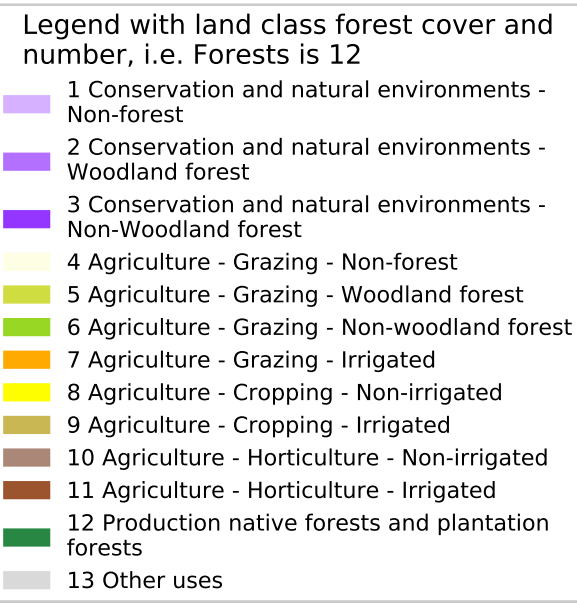 Legend with land class forest cover and
number, i.e. Forests is 12
1 Conservation and natural environments -
Non-forest
2 Conservation and natural environments -
Woodland forest
3 Conservation and natural environments -
Non-Woodland forest
4 Agriculture - Grazing - Non-forest
5 Agriculture - Grazing - Woodland forest
6 Agriculture - Grazing - Non-woodland forest
7 Agriculture - Grazing - Irrigated
8 Agriculture - Cropping - Non-irrigated
9 Agriculture - Cropping - Irrigated
10 Agriculture - Horticulture - Non-irrigated
11 Agriculture - Horticulture - Irrigated
12 Production native forests and plantation
forests
13 Other uses